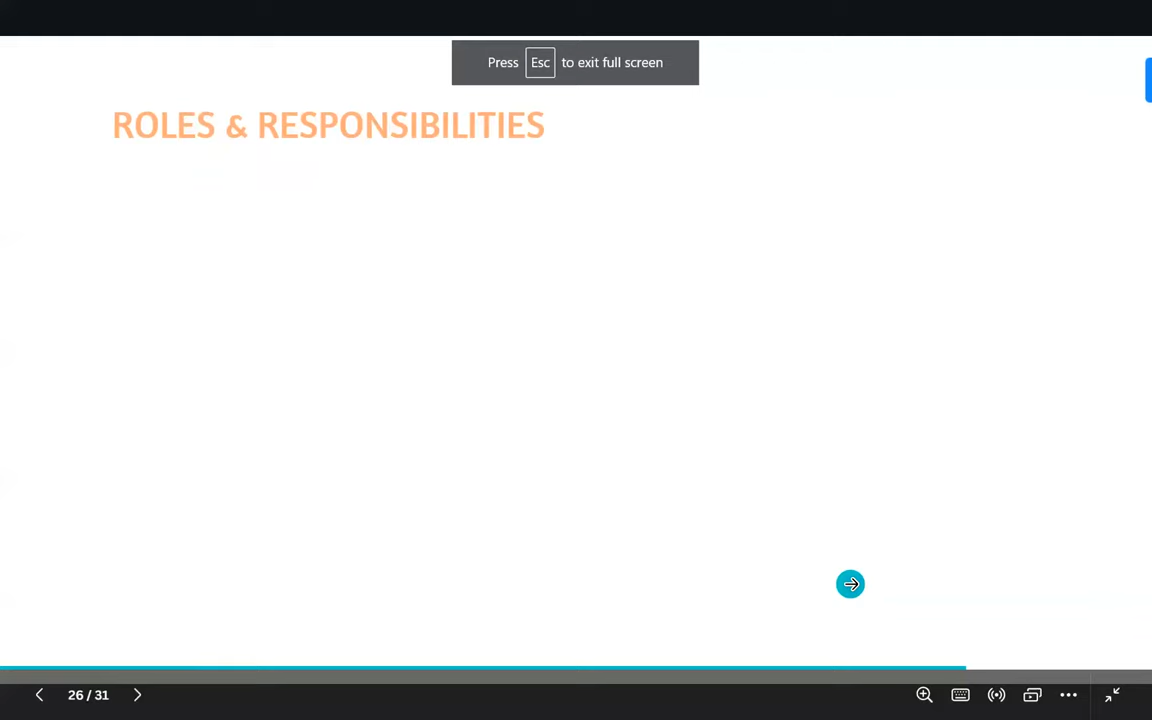 Press Esc to exit full screen
ROLES & RESPONSIBILITIES
26 / 31